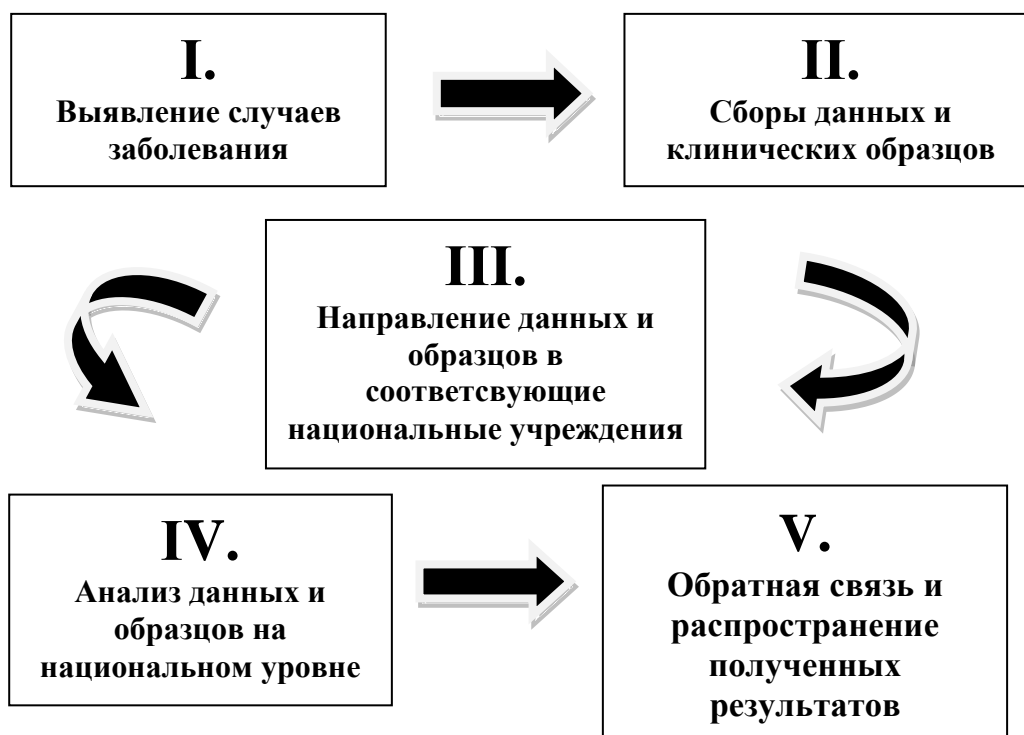 I.
Выявление случаев
заболевания
II.
Сборы данных и
клинических образцов
III.
Направление данных и
образцов в
соответсвующие
национальные учреждения
IV.
Анализ данных и
образцов на
национальном уровне
V.
Обратная связь и
распространение
полученных
результатов